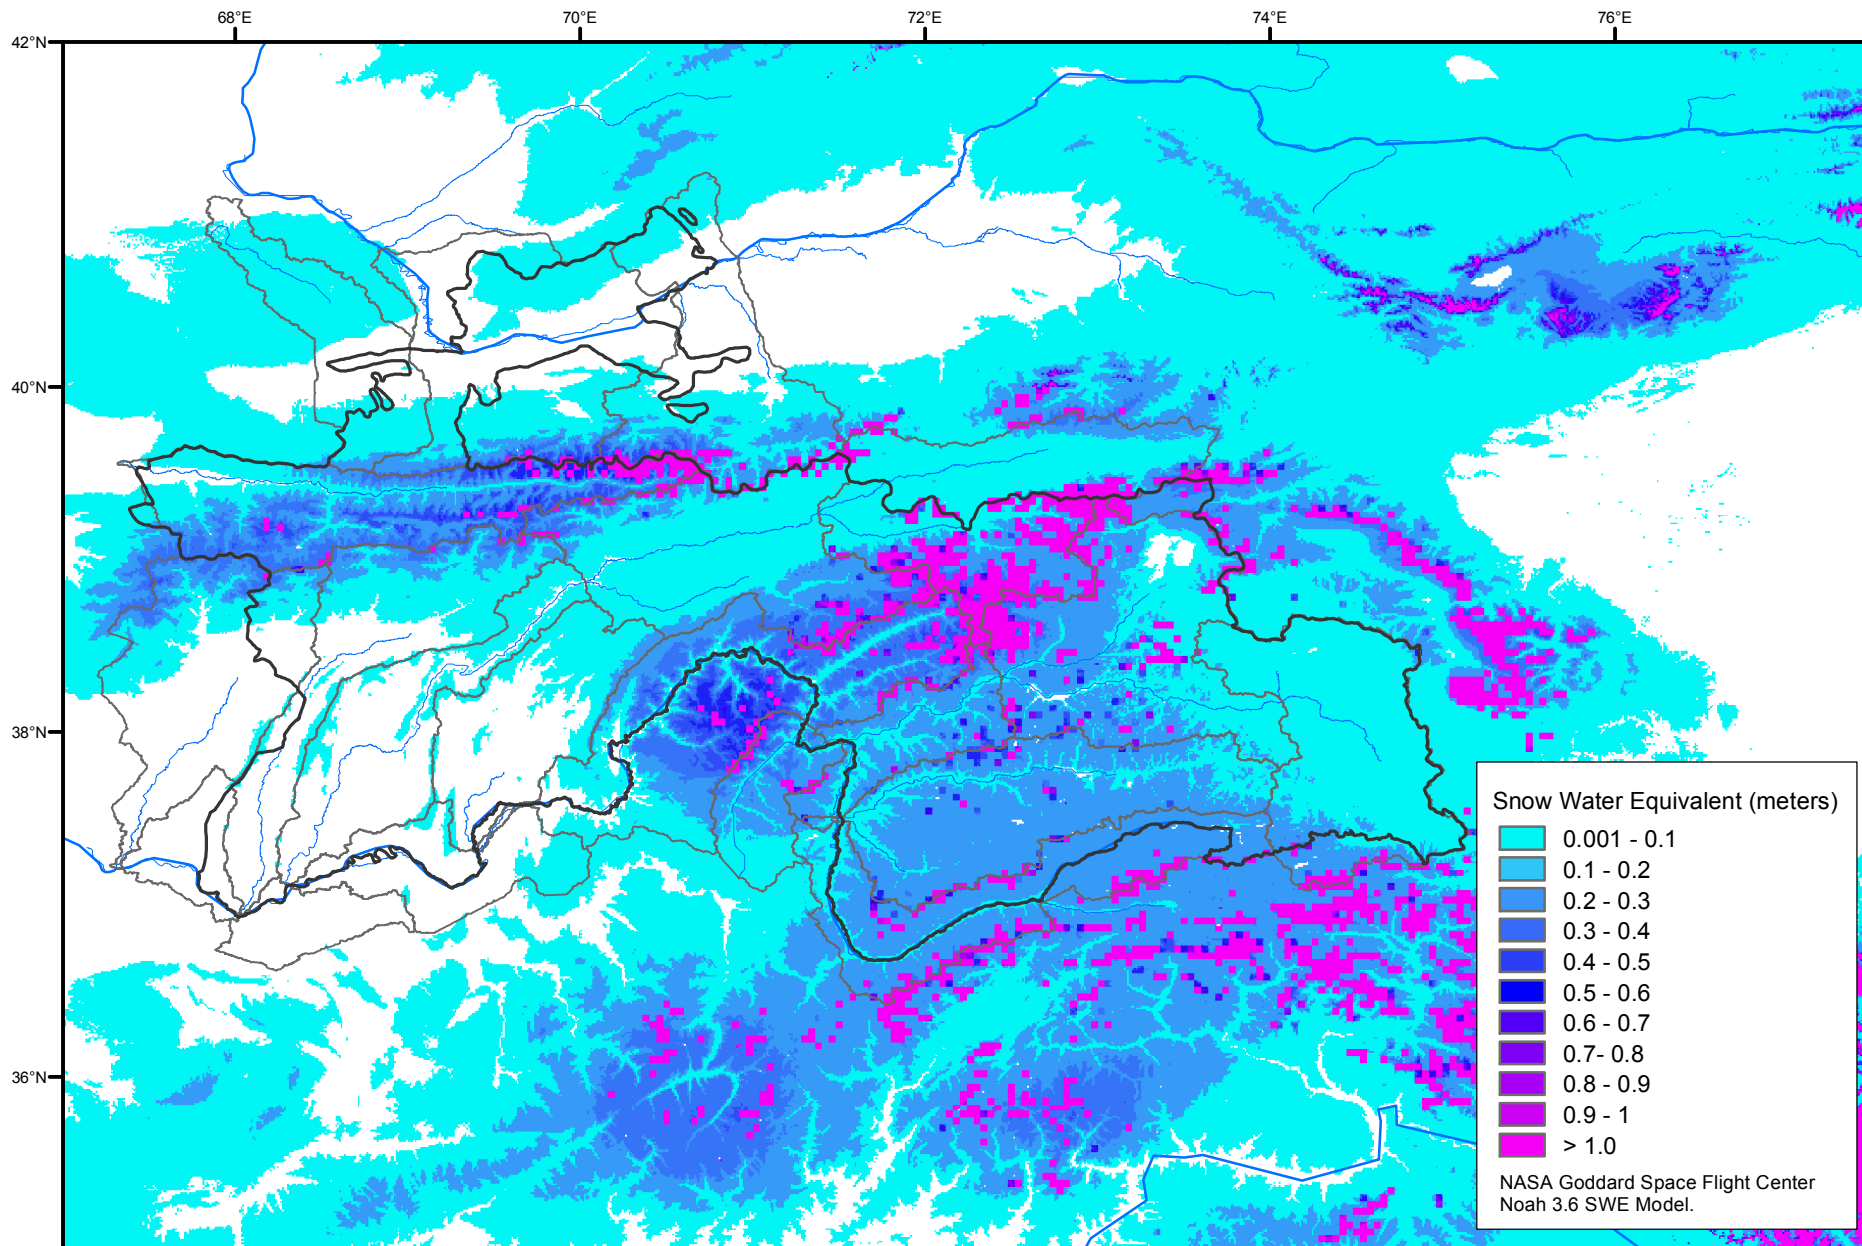 68°E
70°E
72°E
74°E
76°E
42°N
40°N
38°N
36°N
Snow Water Equivalent (meters)
0.001 - 0.1
0.1 - 0.2
0.2 - 0.3
0.3 - 0.4
0.4 - 0.5
0.5 - 0.6
0.6 - 0.7
0.7- 0.8
0.8 - 0.9
0.9 - 1
> 1.0
NASA Goddard Space Flight Center
Noah 3.6 SWE Model.